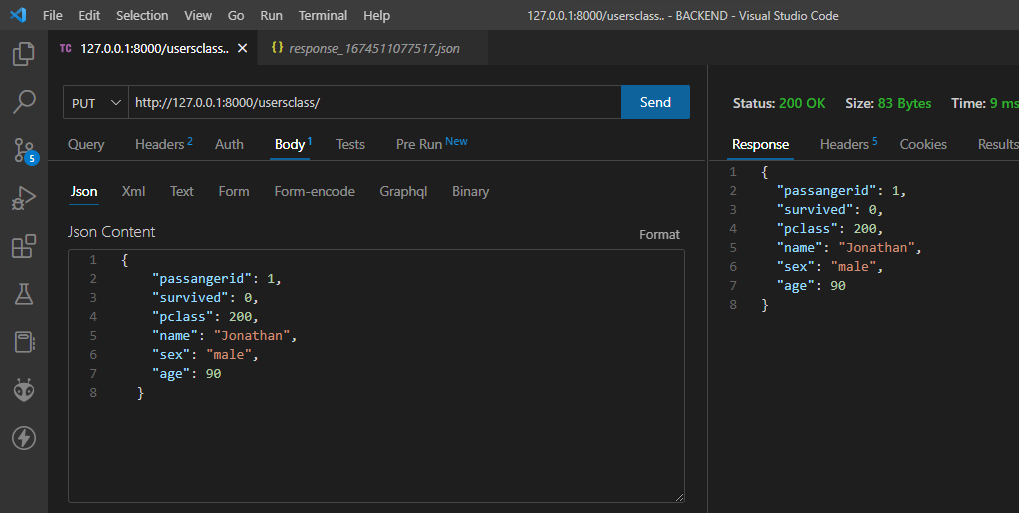 File Edit Selection View Go Run Terminal Help 127.0.0.1:8000/usersclass.. - BACKEND - Visual Studio Code
TC 127.0.0.1:8000/usersclass.. {} response_1674511077517.json
PUT http://127.0.0.1:8000/usersclass/ Send
Query Headers 2 Auth Body 1 Tests Pre Run New
Json Xml Text Form Form-encode Graphql Binary
Json Content
Format
1 {
2 "passangerid": 1,
3 "survived": 0,
4 "pclass": 200,
5 "name": "Jonathan",
6 "sex": "male",
7 "age": 90
8 }
5
Status: 200 OK Size: 83 Bytes Time: 9 ms
Response Headers 5 Cookies Results
1 {
2 "passangerid": 1,
3 "survived": 0,
4 "pclass": 200,
5 "name": "Jonathan",
6 "sex": "male",
7 "age": 90
8 }